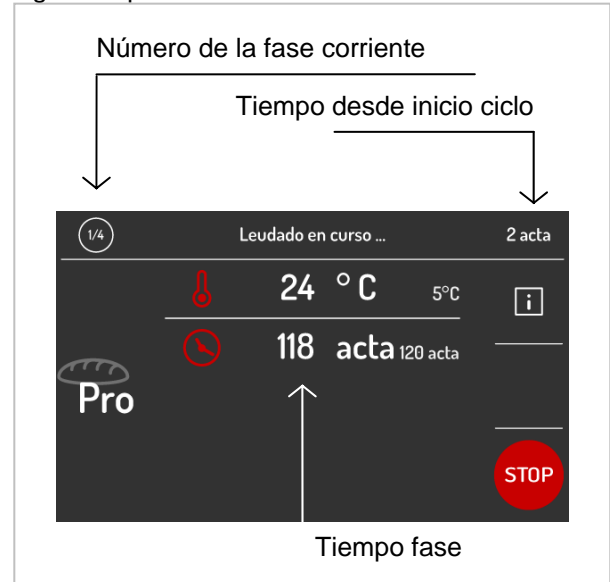 Número de la fase corriente
Tiempo desde inicio ciclo
1/4 Leudado en curso ... 2 acta
24 °C 5°C
i
118 acta 120 acta
Pro
STOP
Tiempo fase